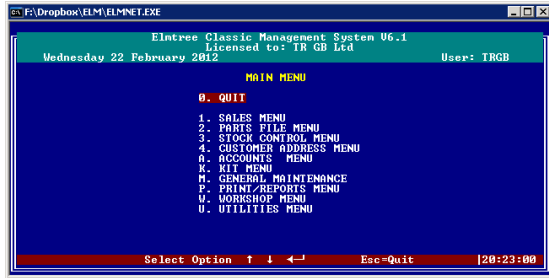 F:\Dropbox\ELM\ELMNET.EXE
Elmtree Classic Management System V6.1
Licensed to: TR GB Ltd
Wednesday 22 February 2012 User: TRGB
MAIN MENU
0. QUIT
1. SALES MENU
2. PARTS FILE MENU
3. STOCK CONTROL MENU
4. CUSTOMER ADDRESS MENU
A. ACCOUNTS  MENU
K. KIT MENU
M. GENERAL MAINTENANCE
P. PRINT/REPORTS MENU
W. WORKSHOP MENU
U. UTILITIES MENU
Select Option ↑ ↓ ←┘ Esc=Quit |20:23:00